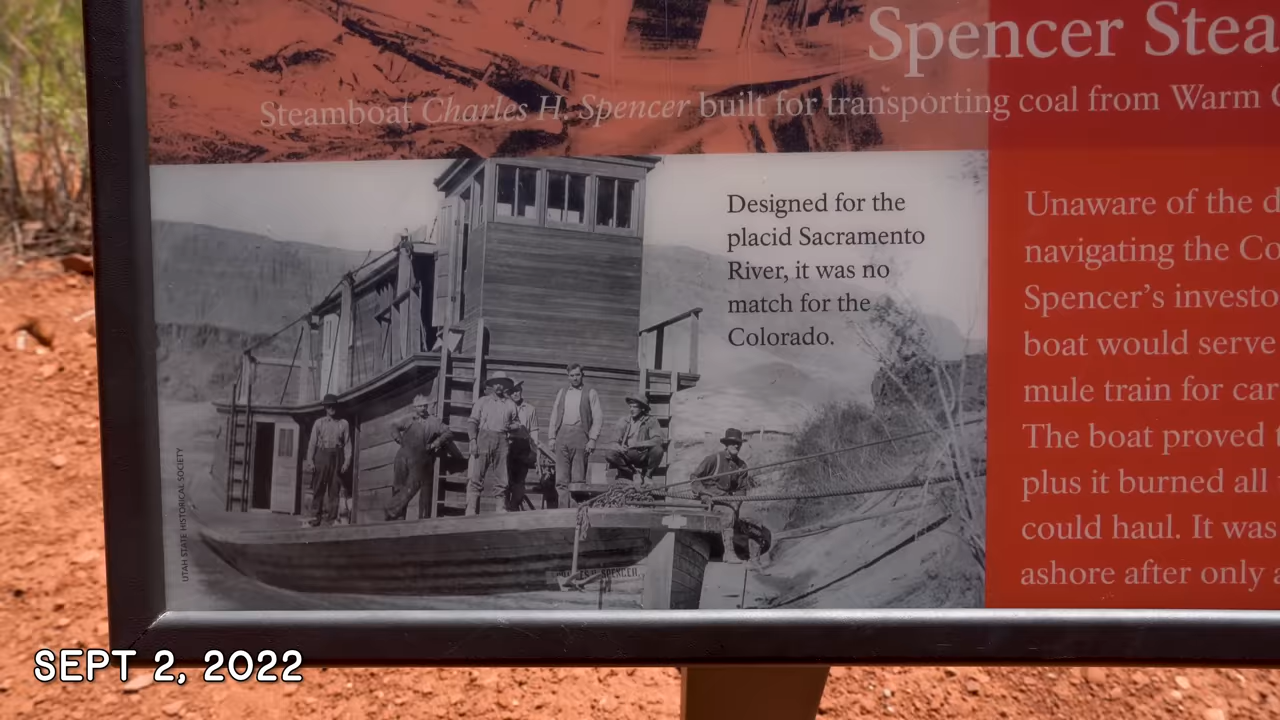 Spencer Stea
Steamboat Charles H. Spencer built for transporting coal from Warm C
Designed for the
placid Sacramento
River, it was no
match for the
Colorado.
UTAH STATE HISTORICAL SOCIETY
H. SPENCER.
Unaware of the d
navigating the Co
Spencer's investo
boat would serve
mule train for car
The boat proved t
plus it burned all
could haul. It was
ashore after only a
SEPT 2, 2022